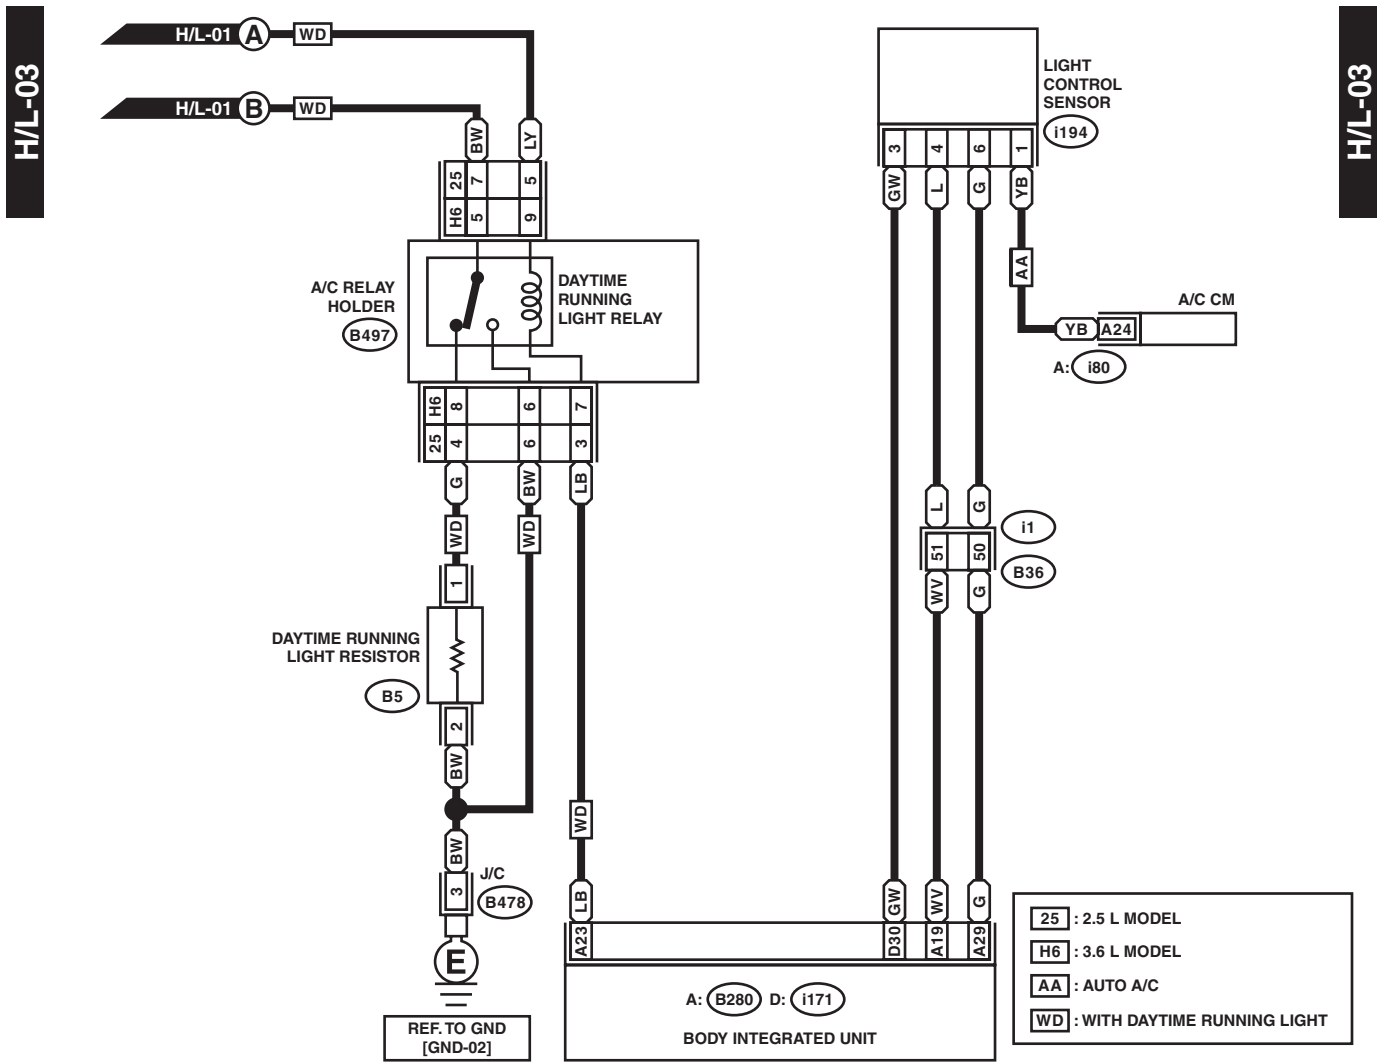 H/L-03
H/L-03
H/L-01 A WD
H/L-01 B WD
BW LY
25 7 5
H6 5 9
A/C RELAY
HOLDER
B497
DAYTIME
RUNNING
LIGHT RELAY
H6 8 6 7
25 4 6 3
G BW LB
WD WD
1
DAYTIME RUNNING
LIGHT RESISTOR
B5
2
BW
WD
BW
J/C
3
B478
E
REF. TO GND
[GND-02]
LIGHT
CONTROL
SENSOR
i194
3 4 6 1
GW L G YB
AA
A/C CM
YB A24
A: i80
L G
i1
51 50
B36
WV G
LB GW WV G
A23 D30 A19 A29
A: B280 D: i171
BODY INTEGRATED UNIT
25 : 2.5 L MODEL
H6 : 3.6 L MODEL
AA : AUTO A/C
WD : WITH DAYTIME RUNNING LIGHT